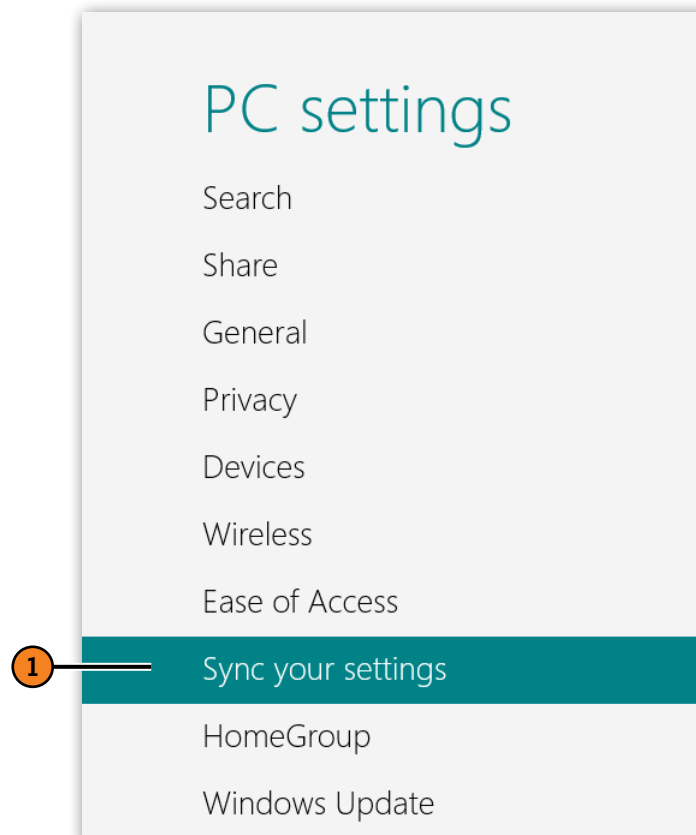 PC settings
Search
Share
General
Privacy
Devices
Wireless
Ease of Access
1
Sync your settings
HomeGroup
Windows Update